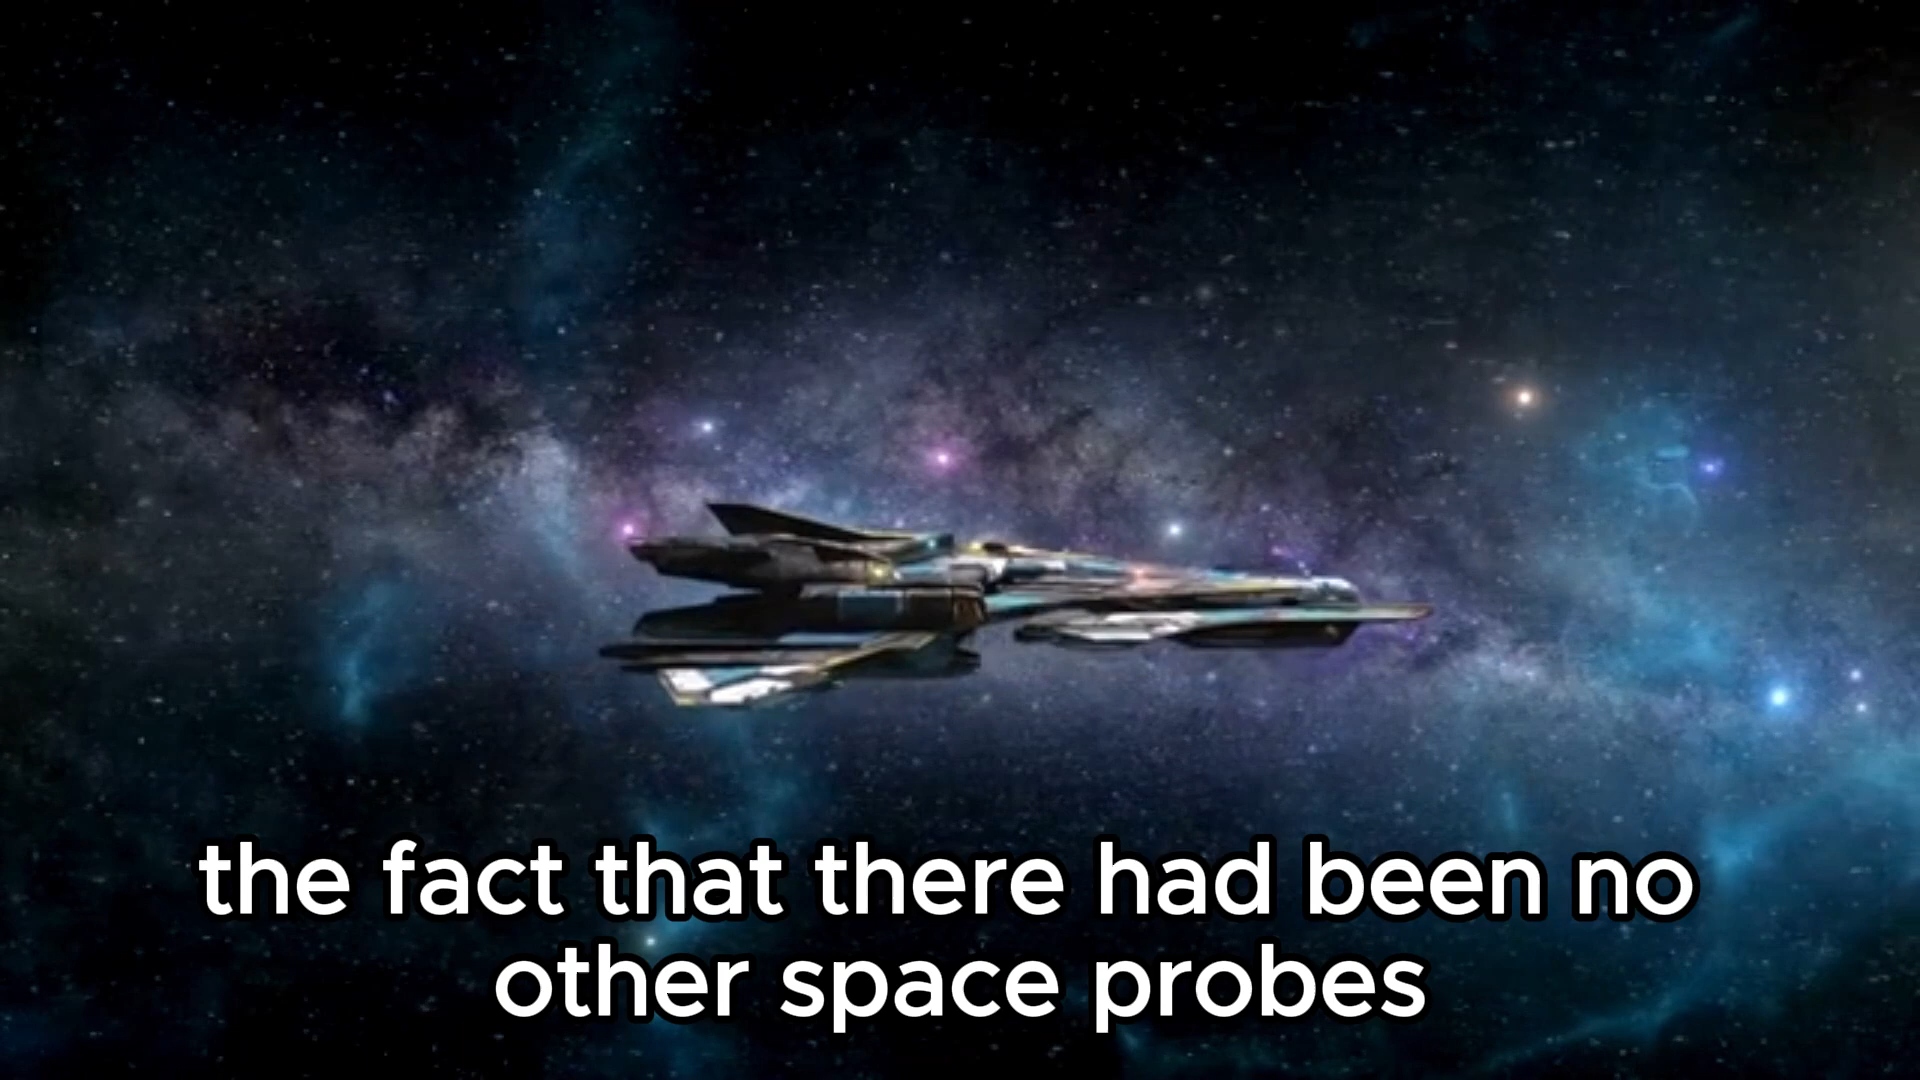 the fact that there had been no
other space probes